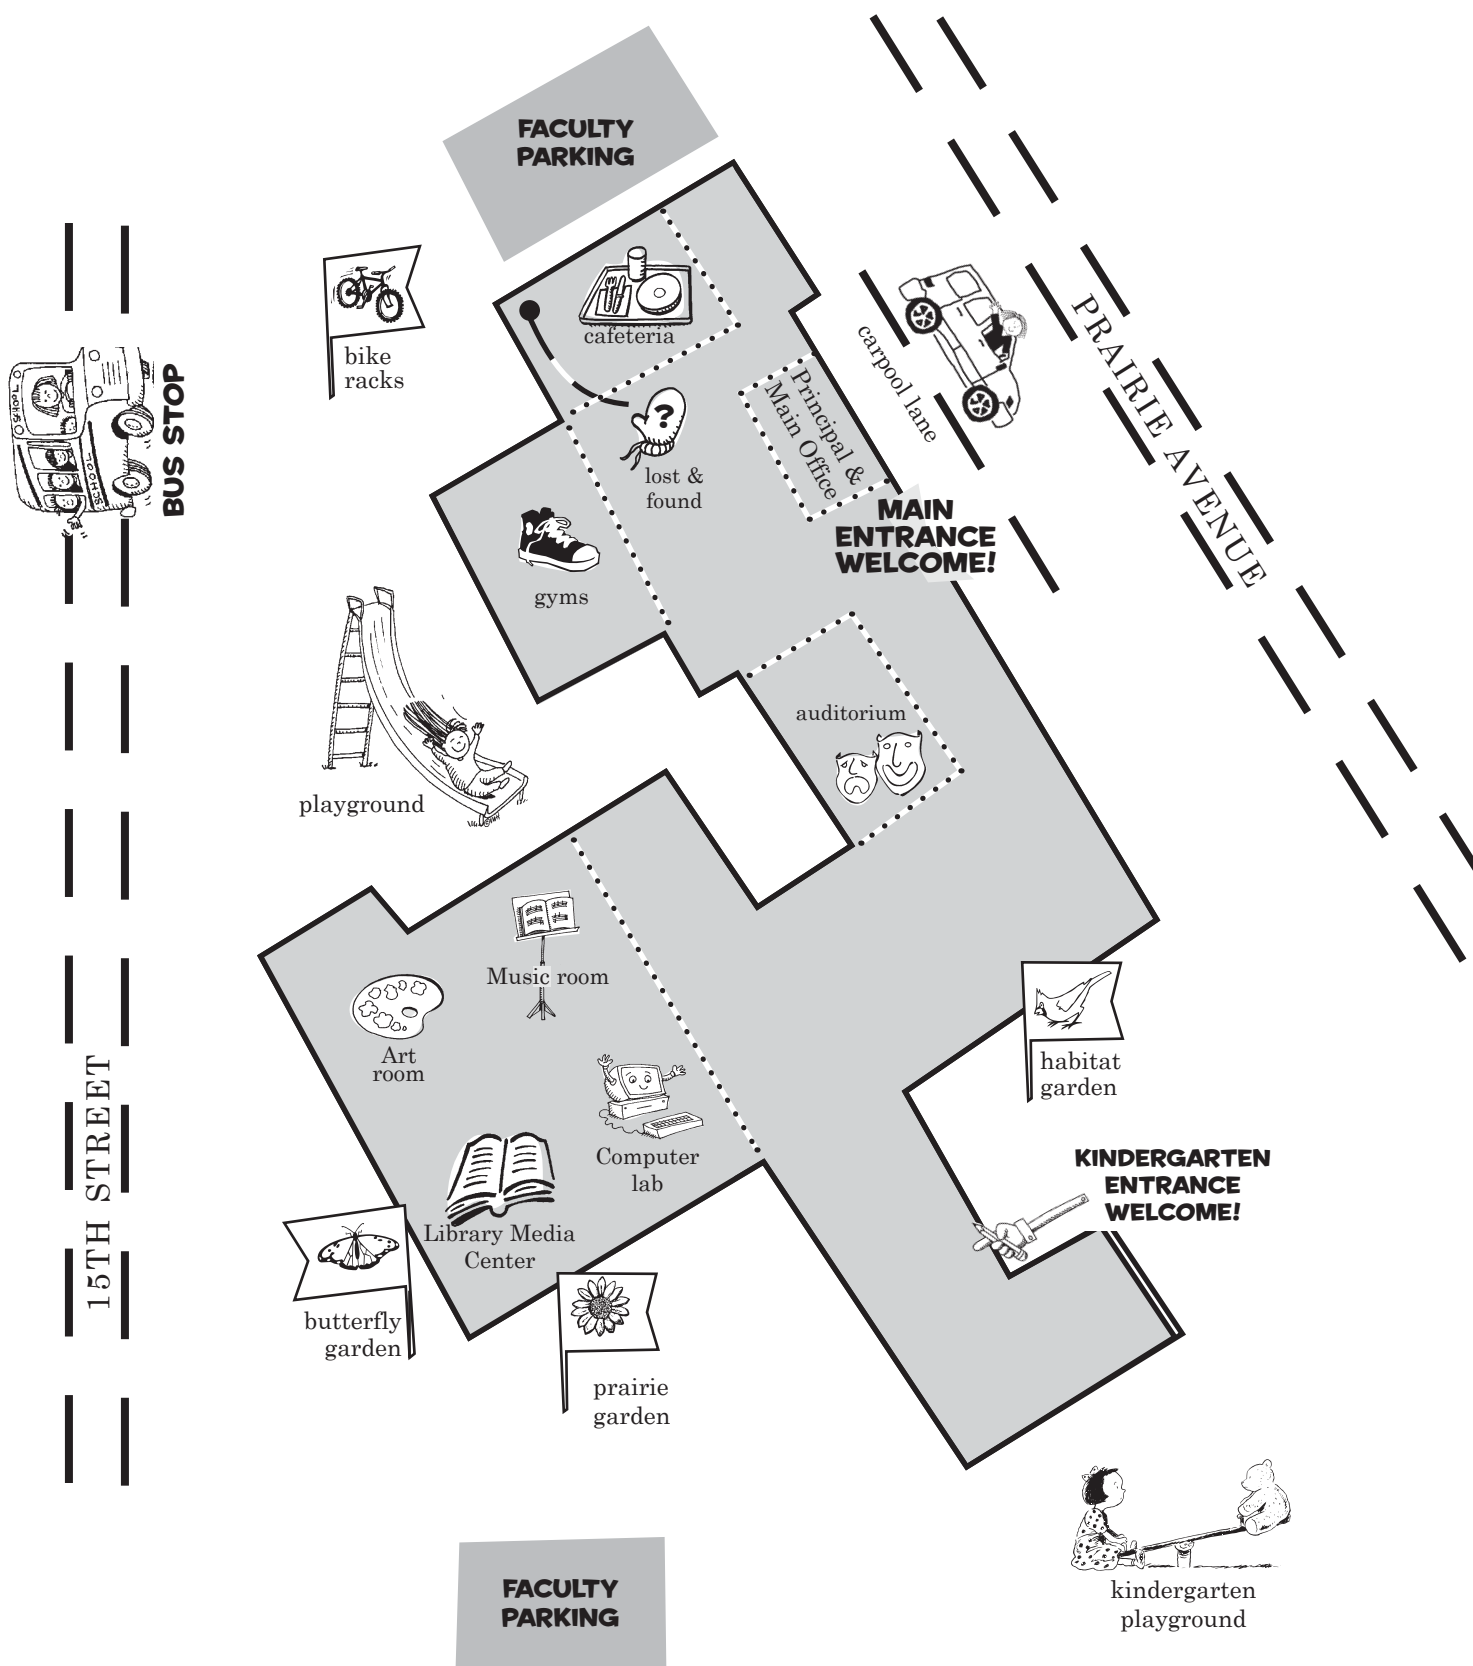 FACULTY
PARKING
bike
racks
cafeteria
lost &
found
?
Principal &
Main Office
carpool lane
PRAIRIE AVENUE
SCHOOL
SCHOOL
BUS STOP
MAIN
ENTRANCE
WELCOME!
gyms
playground
auditorium
Music room
Art
room
Computer
lab
Library Media
Center
habitat
garden
KINDERGARTEN
ENTRANCE
WELCOME!
15TH STREET
butterfly
garden
prairie
garden
FACULTY
PARKING
kindergarten
playground